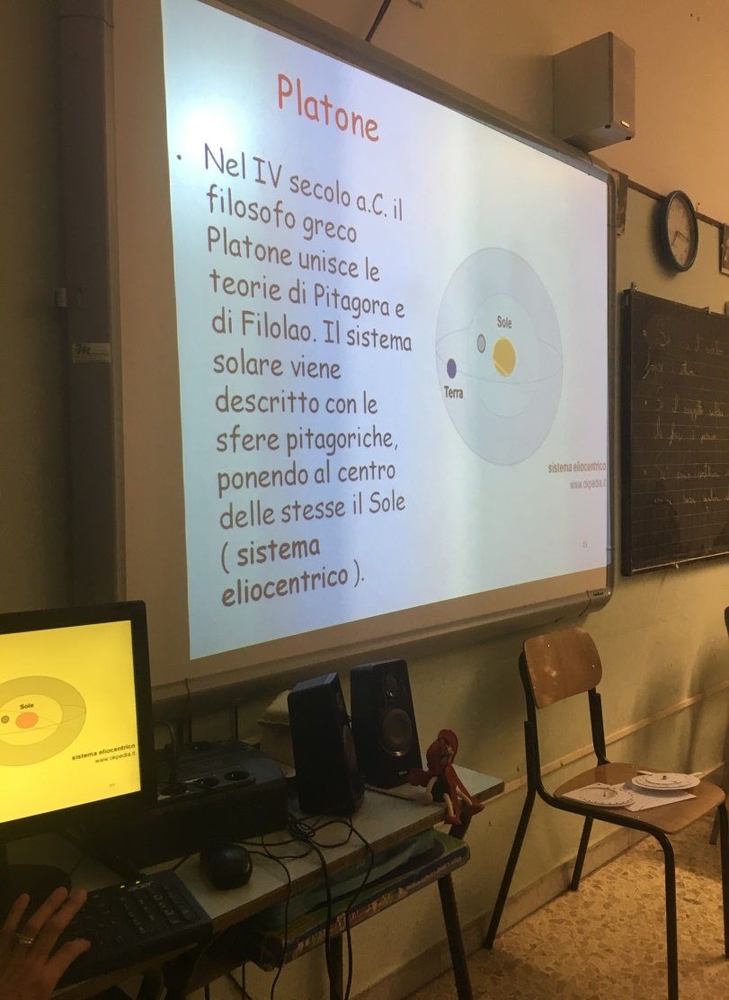 Platone
. Nel IV secolo a.C. il
filosofo greco
Platone unisce le
teorie di Pitagora e
di Filolao. Il sistema
solare viene
descritto con le
sfere pitagoriche,
ponendo al centro
delle stesse il Sole
( sistema
eliocentrico ).
Sole
Terra
sistema eliocentrico
www.okpedia.it
Sole
sistema eliocentrico
www.okpedia.it